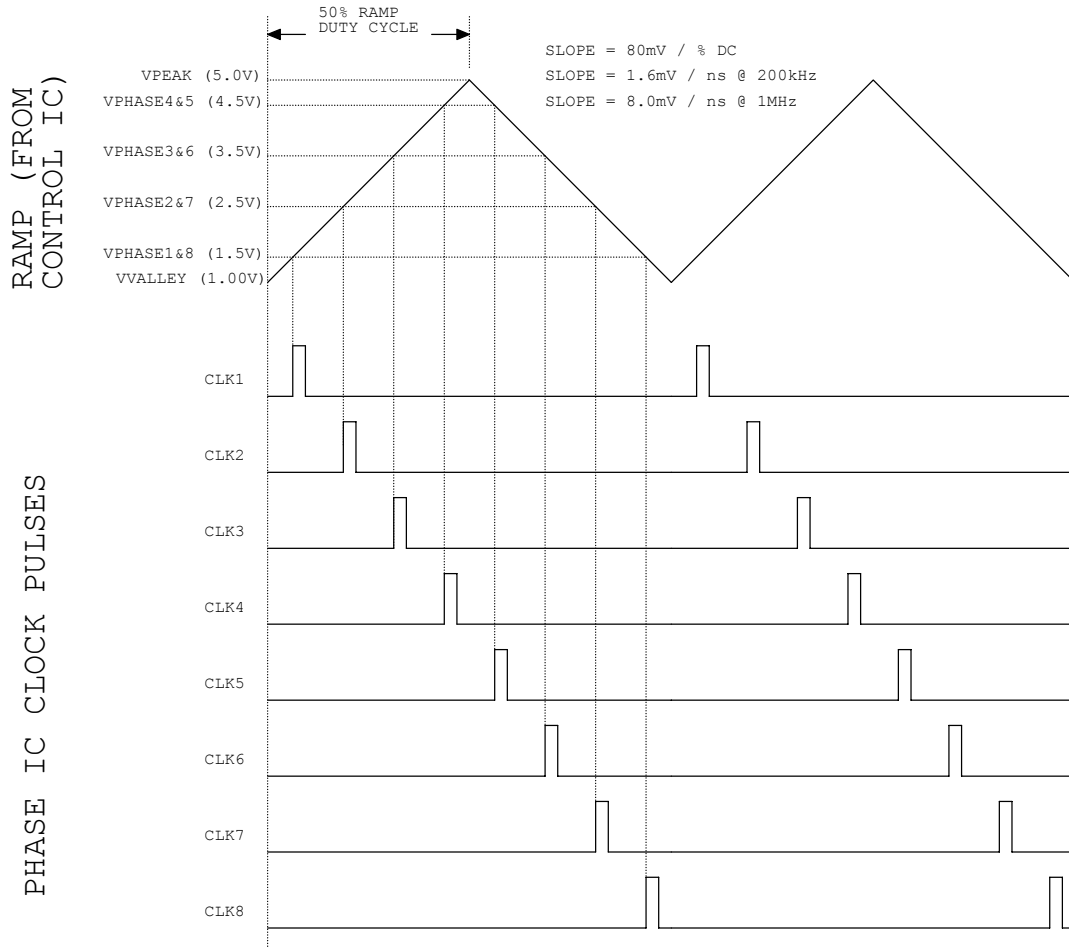 50% RAMP
DUTY CYCLE
SLOPE = 80mV / % DC
SLOPE = 1.6mV / ns @ 200kHz
SLOPE = 8.0mV / ns @ 1MHz
RAMP (FROM
CONTROL IC)
VPEAK (5.0V)
VPHASE4&5 (4.5V)
VPHASE3&6 (3.5V)
VPHASE2&7 (2.5V)
VPHASE1&8 (1.5V)
VVALLEY (1.00V)
PHASE IC CLOCK PULSES
CLK1
CLK2
CLK3
CLK4
CLK5
CLK6
CLK7
CLK8